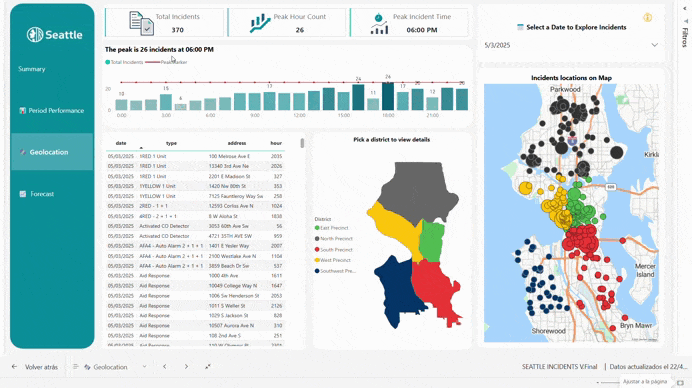 Seattle
Summary
Period Performance
Geolocation
Forecast
Total Incidents
370
Peak Hour Count
26
Peak Incident Time
06:00 PM
Select a Date to Explore Incidents
5/3/2025
Filtros
The peak is 26 incidents at 06:00 PM
Total Incidents
20
0
10
15
4
17
24
11
26
0:00
3:00
6:00
9:00
12:00
15:00
18:00
21:00
date type address hour
05/03/2025 1RED 1 Unit 100 Melrose Ave E 2035
05/03/2025 1RED 1 Unit 13340 3rd Ave Ne 2026
05/03/2025 1RED 1 Unit 2201 E Madison St 327
05/03/2025 1YELLOW 1 Unit 1420 Nw 80th St 353
05/03/2025 1YELLOW 1 Unit 7125 Fauntleroy Way Sw 258
05/03/2025 2RED - 1 + 1 12593 Corliss Ave N 1024
05/03/2025 4RED - 2 + 1 + 1 8 W Aloha St 1838
05/03/2025 Activated CO Detector 3053 60th Ave Sw 56
05/03/2025 Activated CO Detector 4721 35TH AVE SW 959
05/03/2025 AFA4 - Auto Alarm 2 + 1 + 1 1401 E Yesler Way 2007
05/03/2025 AFA4 - Auto Alarm 2 + 1 + 1 2100 Westlake Ave N 1104
05/03/2025 AFA4 - Auto Alarm 2 + 1 + 1 3859 Beach Dr Sw 537
05/03/2025 Aid Response 1000 4th Ave 1611
05/03/2025 Aid Response 10049 College Way N 1647
05/03/2025 Aid Response 1006 Sw Henderson St 2053
05/03/2025 Aid Response 1011 S Weller St 2126
05/03/2025 Aid Response 1029 S Jackson St 828
05/03/2025 Aid Response 10507 Aurora Ave N 310
05/03/2025 Aid Response 108 2nd Ave S 251
Pick a district to view details
District
East Precinct
North Precinct
South Precinct
West Precinct
Southwest Pre...
Incidents locations on Map
Parkwood
Kirkla
Mercer
Island
Shorewood
Bryn Mawr
Volver atrás
Geolocation
SEATTLE INCIDENTS V.Final
Datos actualizados el 22/4...
Ajustar a la página